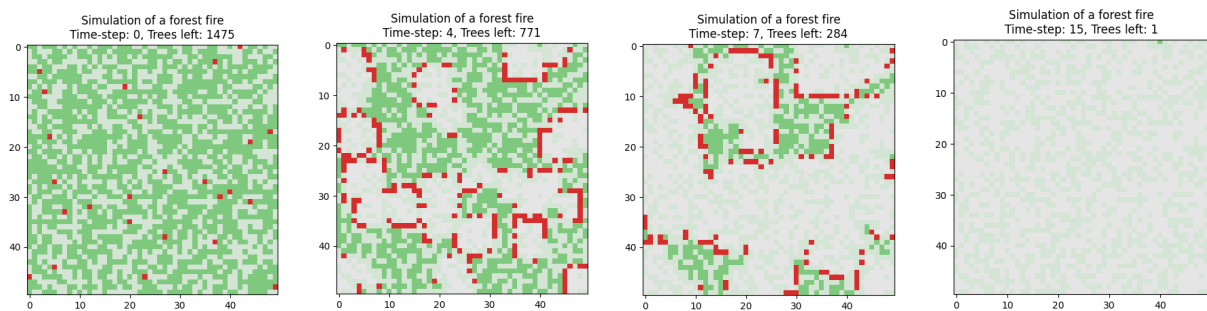 Simulation of a forest fire
Time-step: 0, Trees left: 1475
0
10
20
30
40
0 10 20 30 40
Simulation of a forest fire
Time-step: 4, Trees left: 771
0
10
20
30
40
0 10 20 30 40
Simulation of a forest fire
Time-step: 7, Trees left: 284
0
10
20
30
40
0 10 20 30 40
Simulation of a forest fire
Time-step: 15, Trees left: 1
0
10
20
30
40
0 10 20 30 40